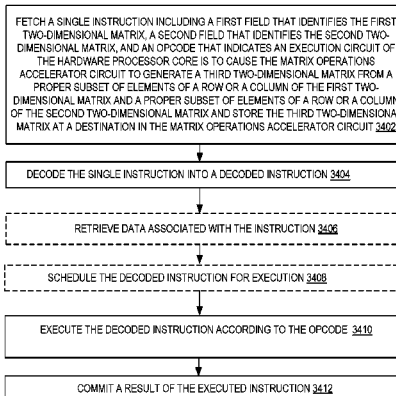 FETCH A SINGLE INSTRUCTION INCLUDING A FIRST FIELD THAT IDENTIFIES THE FIRST
TWO-DIMENSIONAL MATRIX, A SECOND FIELD THAT IDENTIFIES THE SECOND TWO-
DIMENSIONAL MATRIX, AND AN OPCODE THAT INDICATES AN EXECUTION CIRCUIT OF
THE HARDWARE PROCESSOR CORE IS TO CAUSE THE MATRIX OPERATIONS
ACCELERATOR CIRCUIT TO GENERATE A THIRD TWO-DIMENSIONAL MATRIX FROM A
PROPER SUBSET OF ELEMENTS OF A ROW OR A COLUMN OF THE FIRST TWO-
DIMENSIONAL MATRIX AND A PROPER SUBSET OF ELEMENTS OF A ROW OR A COLUMN
OF THE SECOND TWO-DIMENSIONAL MATRIX AND STORE THE THIRD TWO-DIMENSIONAL
MATRIX AT A DESTINATION IN THE MATRIX OPERATIONS ACCELERATOR CIRCUIT 3402
DECODE THE SINGLE INSTRUCTION INTO A DECODED INSTRUCTION 3404
RETRIEVE DATA ASSOCIATED WITH THE INSTRUCTION 3406
SCHEDULE THE DECODED INSTRUCTION FOR EXECUTION 3408
EXECUTE THE DECODED INSTRUCTION ACCORDING TO THE OPCODE 3410
COMMIT A RESULT OF THE EXECUTED INSTRUCTION 3412